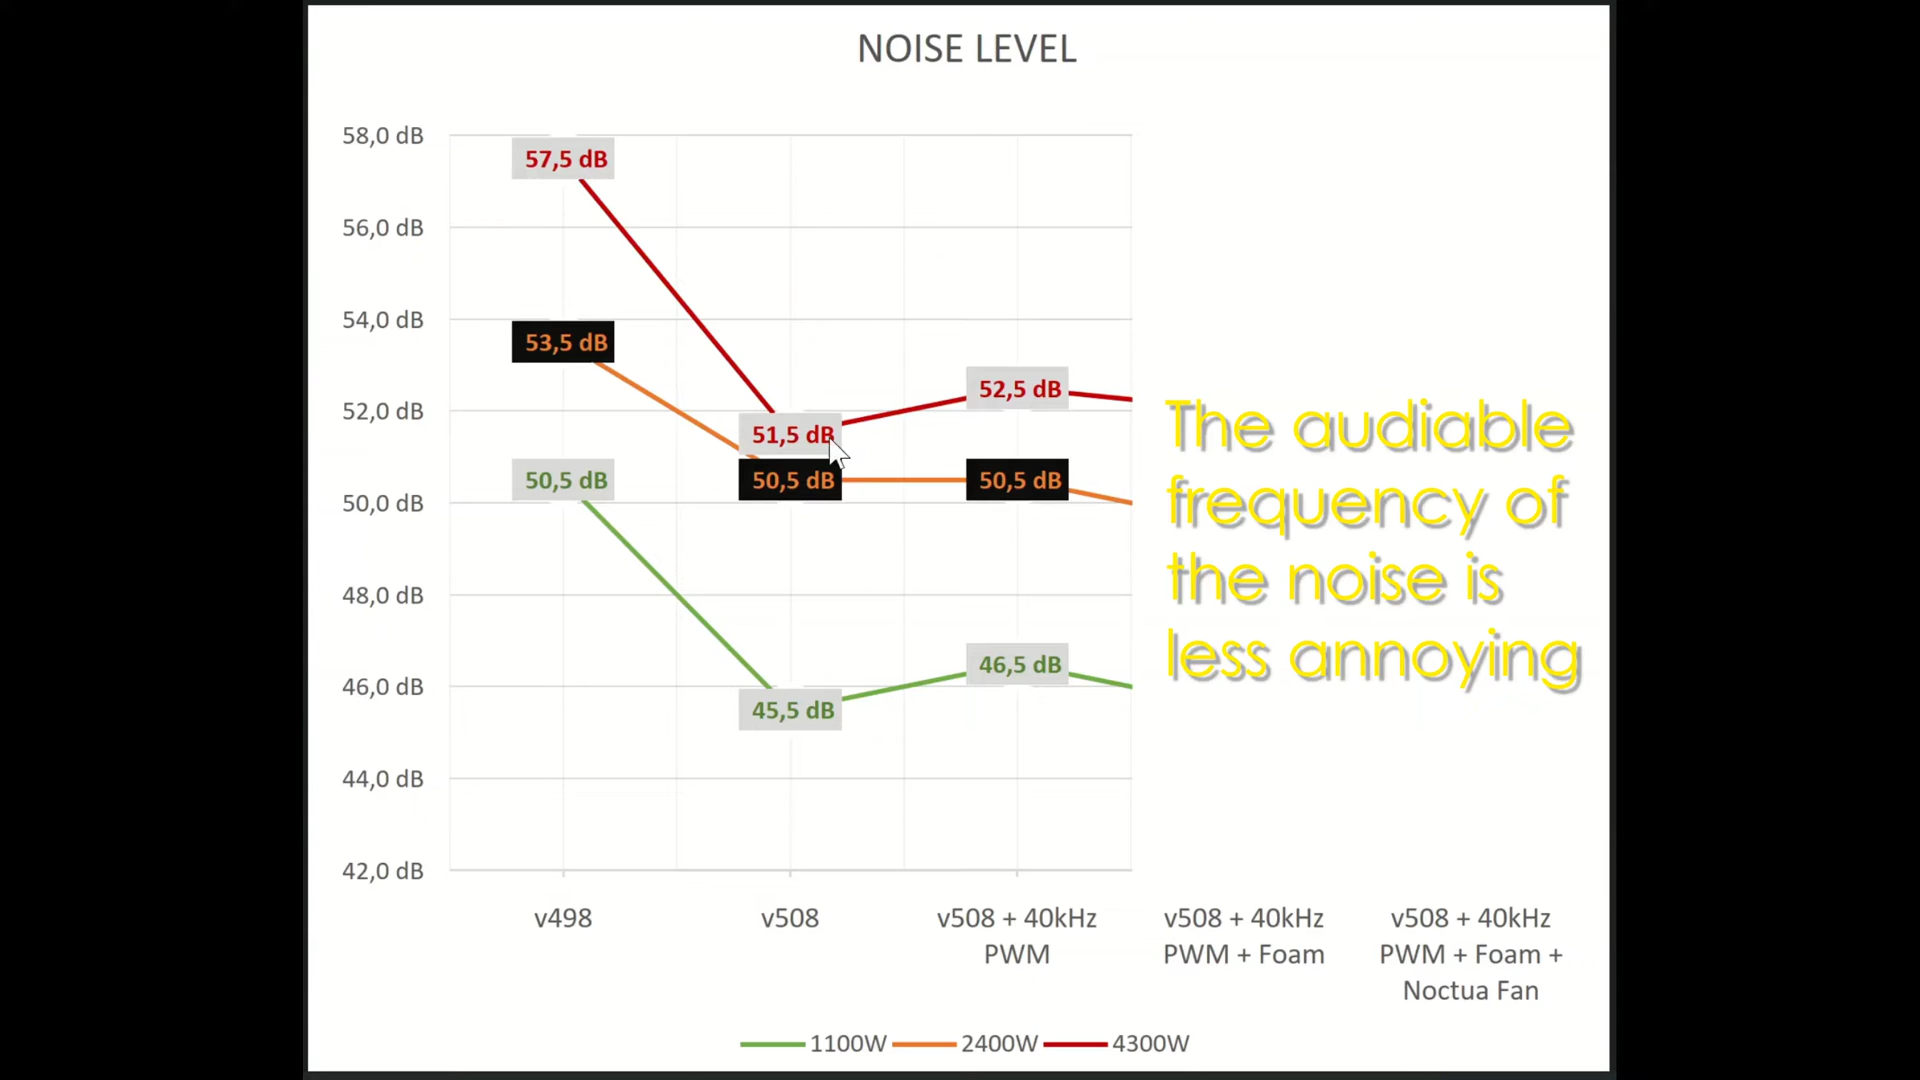 NOISE LEVEL
58,0 dB
57,5 dB
56,0 dB
54,0 dB
53,5 dB
52,5 dB
52,0 dB
51,5 dB
50,5 dB
50,5 dB
50,5 dB
50,0 dB
48,0 dB
46,5 dB
46,0 dB
45,5 dB
44,0 dB
42,0 dB
The audiable
frequency of
the noise is
less annoying
v498
v508
v508 + 40kHz
PWM
v508 + 40kHz
PWM + Foam
v508 + 40kHz
PWM + Foam +
Noctua Fan
1100W
2400W
4300W